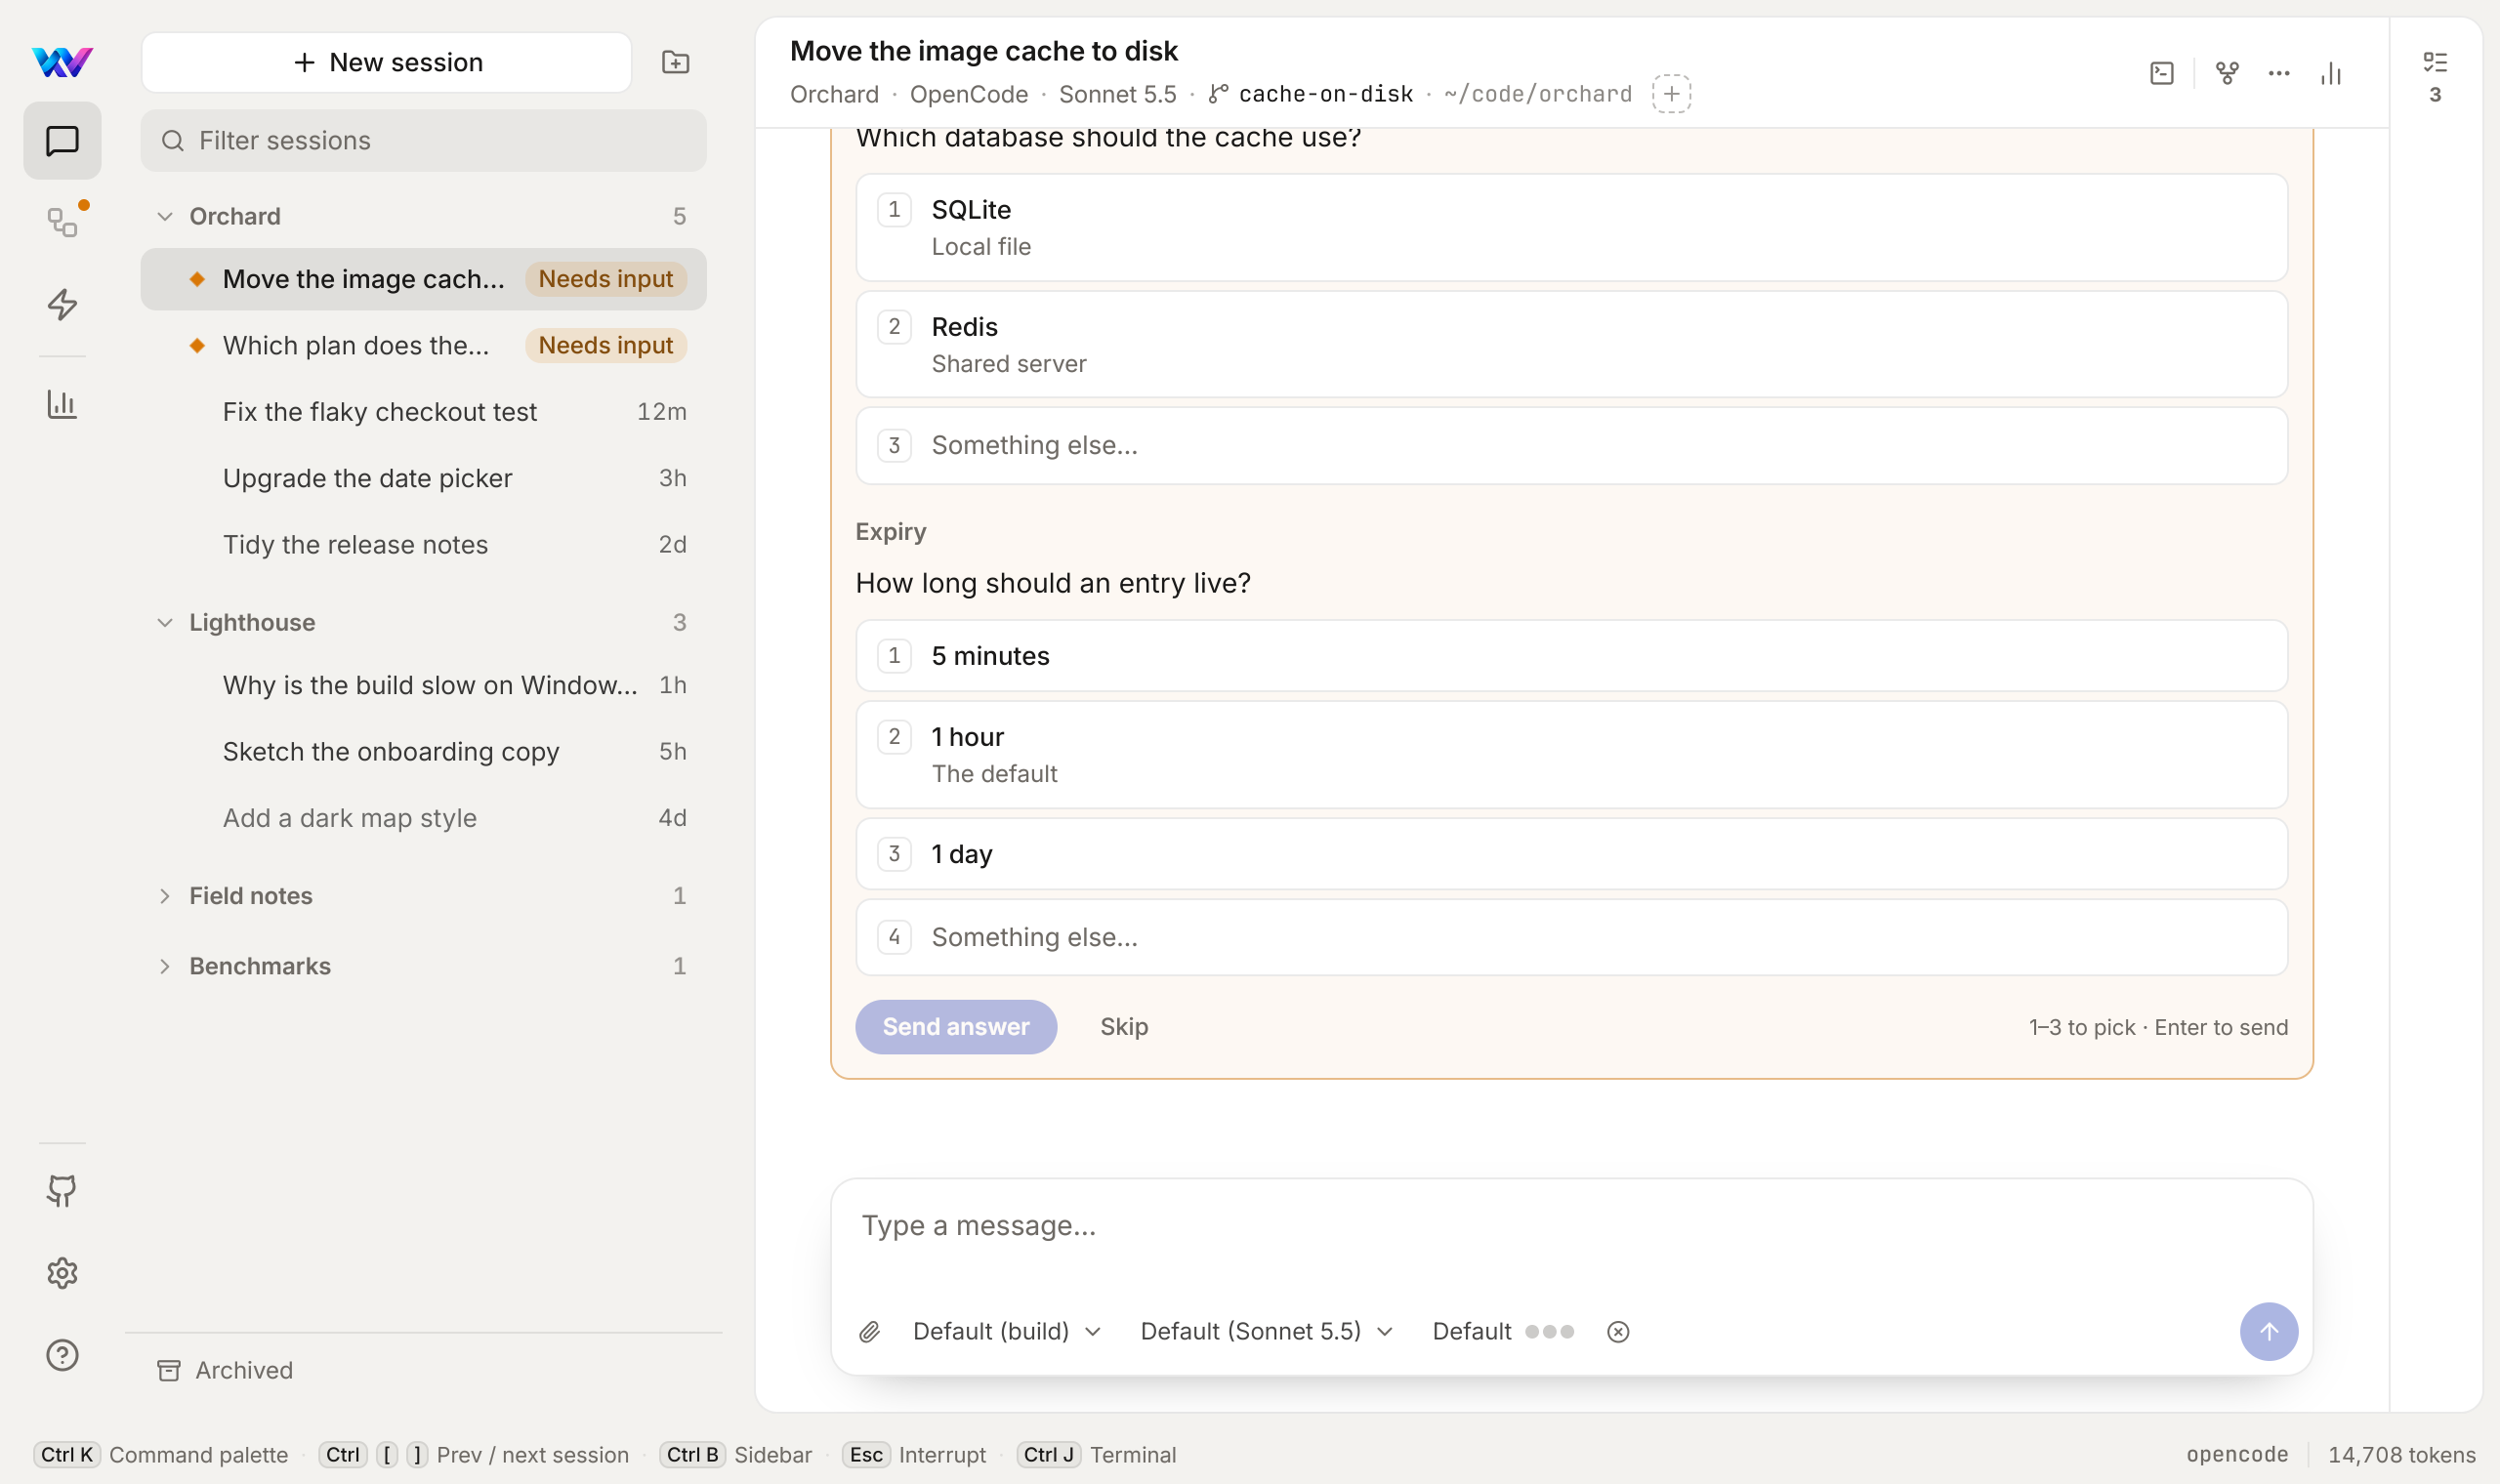 New session
Filter sessions
Orchard 5
Move the image cach... Needs input
Which plan does the... Needs input
Fix the flaky checkout test 12m
Upgrade the date picker 3h
Tidy the release notes 2d
Lighthouse 3
Why is the build slow on Window... 1h
Sketch the onboarding copy 5h
Add a dark map style 4d
Field notes 1
Benchmarks 1
Archived
Move the image cache to disk
Orchard · OpenCode · Sonnet 5.5 · cache-on-disk · ~/code/orchard
3
Which database should the cache use?
1 SQLite
Local file
2 Redis
Shared server
3 Something else...
Expiry
How long should an entry live?
1 5 minutes
2 1 hour
The default
3 1 day
4 Something else...
Send answer Skip 1–3 to pick · Enter to send
Type a message...
Default (build) Default (Sonnet 5.5) Default
Ctrl K Command palette · Ctrl [ ] Prev / next session · Ctrl B Sidebar · Esc Interrupt · Ctrl J Terminal opencode 14,708 tokens